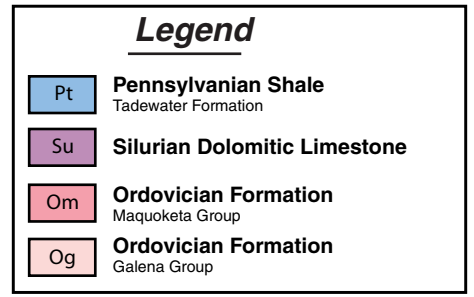 Legend
Pt
Pennsylvanian Shale
Tadewater Formation
Su
Silurian Dolomitic Limestone
Om
Ordovician Formation
Maquoketa Group
Og
Ordovician Formation
Galena Group